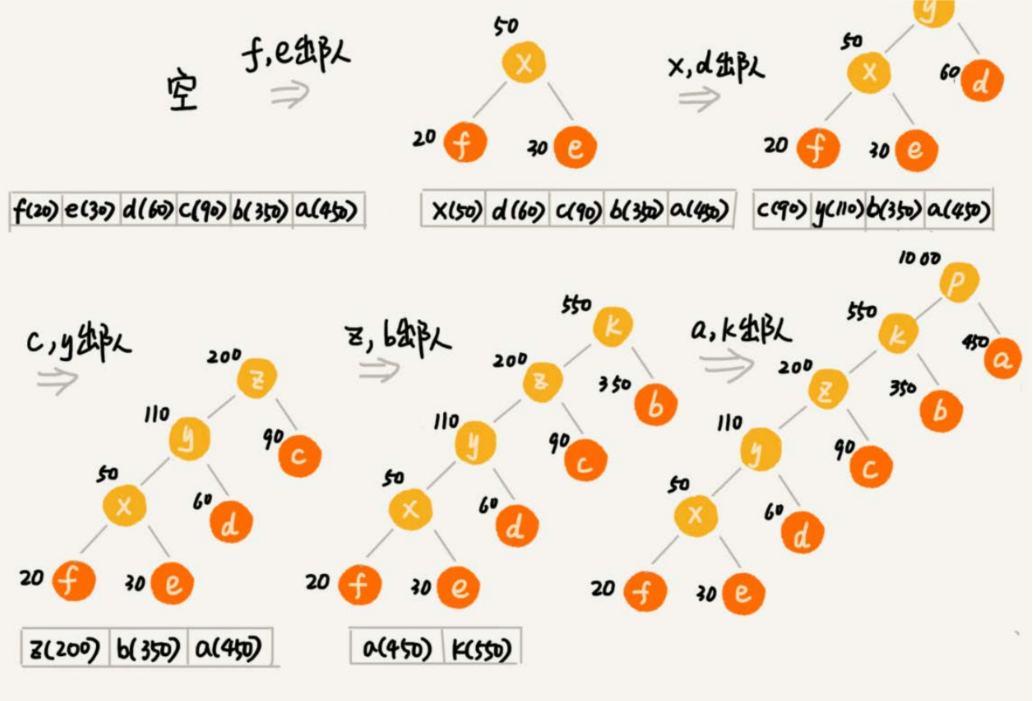 空
f,e出队
50
x
20 f
30 e
x,d出队
y
50 x
60 d
20 f
30 e
f(20) e(30) d(60) c(90) b(350) a(450)
x(50) d(60) c(90) b(350) a(450)
c(90) y(110) b(350) a(450)
c,y出队
200 z
110 y
90 c
50 x
60 d
20 f
30 e
z(200) b(350) a(450)
z,b出队
550 k
200 z
350 b
110 y
90 c
50 x
60 d
20 f
30 e
a(450) k(550)
a,k出队
1000 p
550 k
450 a
200 z
350 b
110 y
90 c
50 x
60 d
20 f
30 e